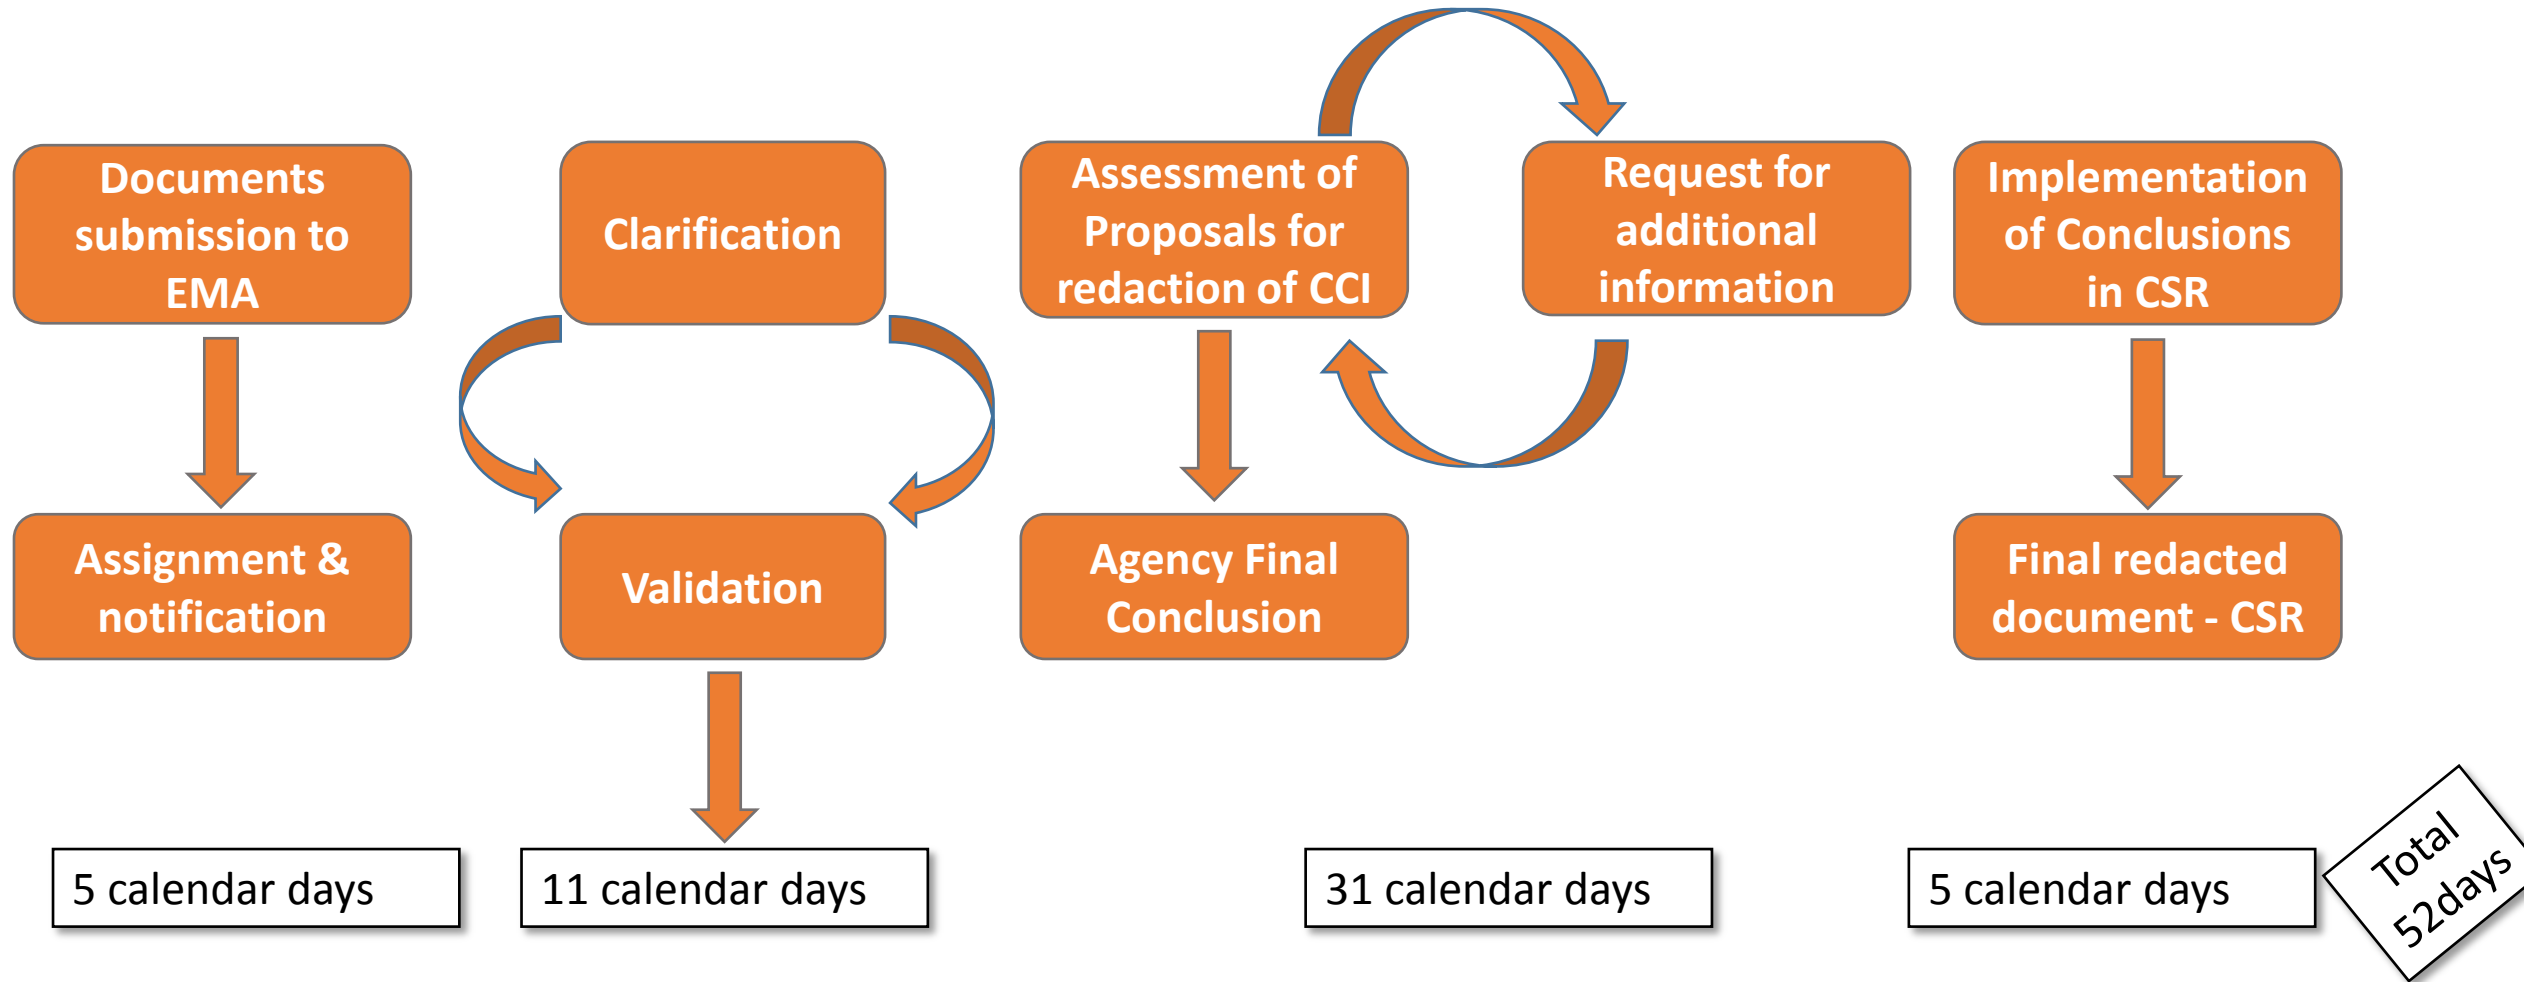 Documents
submission to
EMA
Assignment &
notification
Clarification
Validation
Assessment of
Proposals for
redaction of CCI
Request for
additional
information
Agency Final
Conclusion
Implementation
of Conclusions
in CSR
Final redacted
document - CSR
5 calendar days
11 calendar days
31 calendar days
5 calendar days
Total
52days